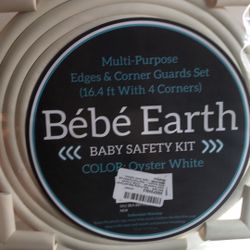 Multi-Purpose
Edges & Corner Guards Set
(16.4 ft With 4 Corners)
Bébé Earth
BABY SAFETY KIT
COLOR: Oyster White